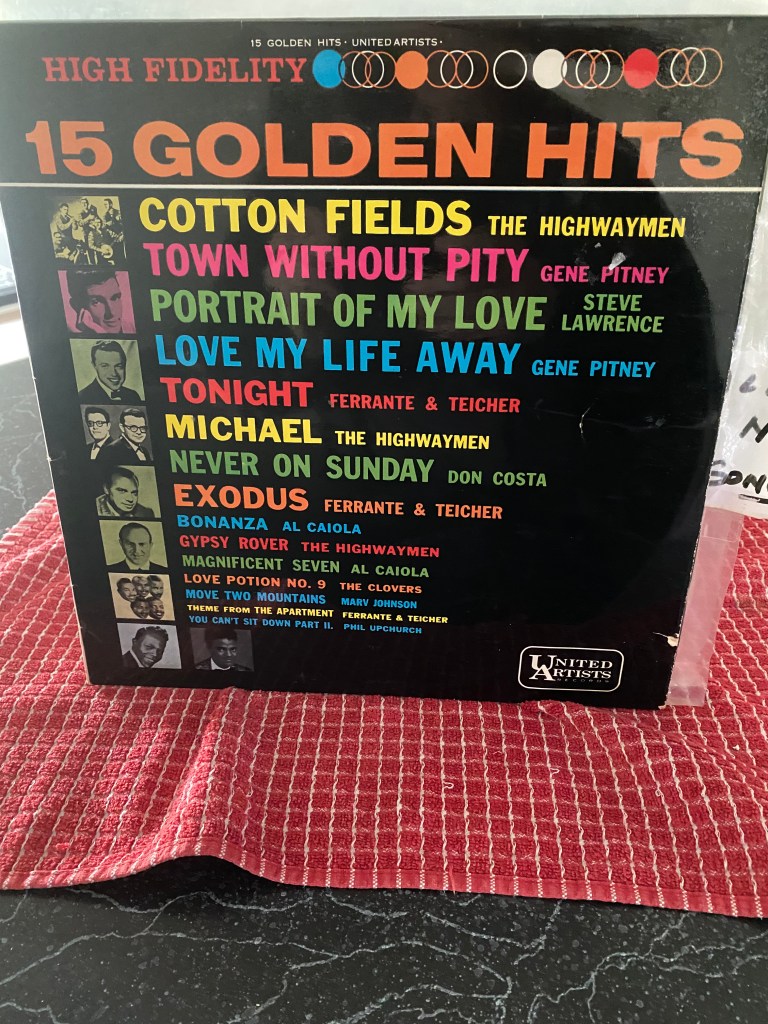 15 GOLDEN HITS · UNITED ARTISTS ·
HIGH FIDELITY
15 GOLDEN HITS
COTTON FIELDS THE HIGHWAYMEN
TOWN WITHOUT PITY GENE PITNEY
PORTRAIT OF MY LOVE STEVE LAWRENCE
LOVE MY LIFE AWAY GENE PITNEY
TONIGHT FERRANTE & TEICHER
MICHAEL THE HIGHWAYMEN
NEVER ON SUNDAY DON COSTA
EXODUS FERRANTE & TEICHER
BONANZA AL CAIOLA
GYPSY ROVER THE HIGHWAYMEN
MAGNIFICENT SEVEN AL CAIOLA
LOVE POTION NO. 9 THE CLOVERS
MOVE TWO MOUNTAINS MARV JOHNSON
THEME FROM THE APARTMENT FERRANTE & TEICHER
YOU CAN'T SIT DOWN PART II. PHIL UPCHURCH
UNITED
ARTISTS
RECORDS